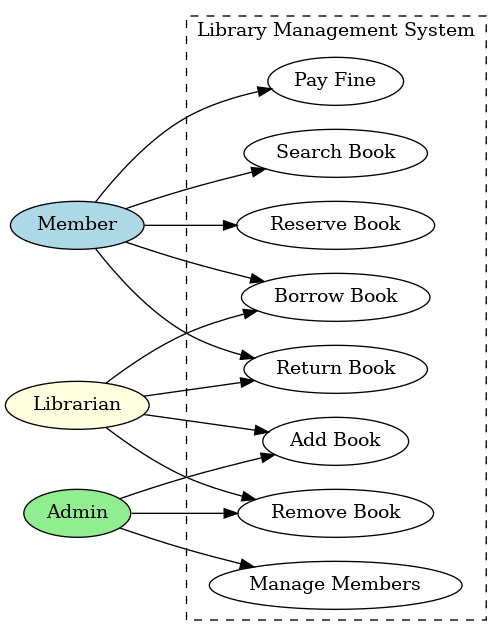 Library Management System
Pay Fine
Search Book
Member
Reserve Book
Borrow Book
Return Book
Librarian
Add Book
Admin
Remove Book
Manage Members